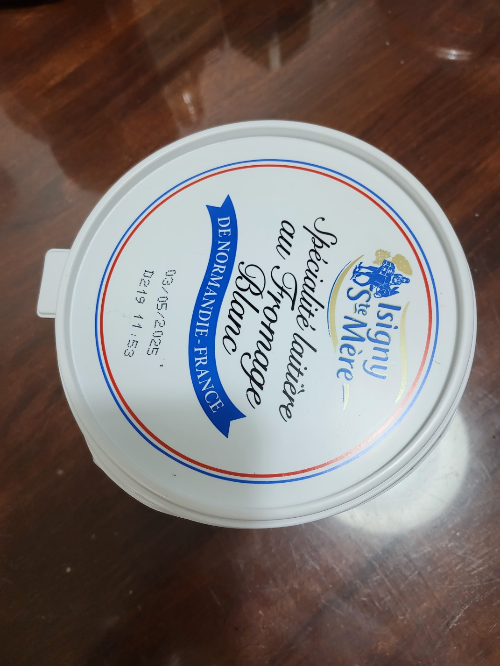 Isigny
Ste Mère
Spécialité laitière
au Fromage
Blanc
DE NORMANDIE - FRANCE
03/05/2025
D219 11:53